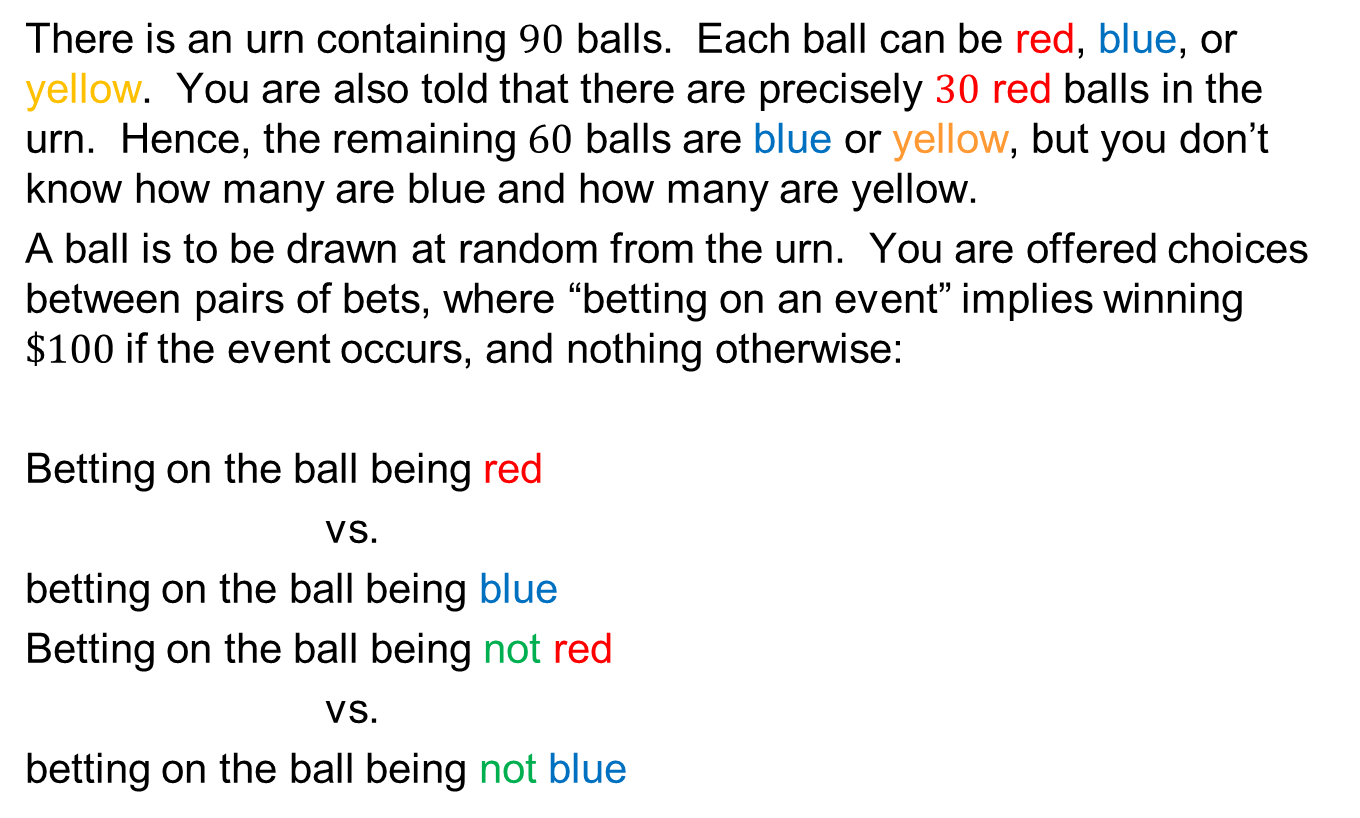 There is an urn containing 90 balls.  Each ball can be red, blue, or
yellow.  You are also told that there are precisely 30 red balls in the
urn.  Hence, the remaining 60 balls are blue or yellow, but you don’t
know how many are blue and how many are yellow.
A ball is to be drawn at random from the urn.  You are offered choices
between pairs of bets, where “betting on an event” implies winning
$100 if the event occurs, and nothing otherwise:
Betting on the ball being red
vs.
betting on the ball being blue
Betting on the ball being not red
vs.
betting on the ball being not blue